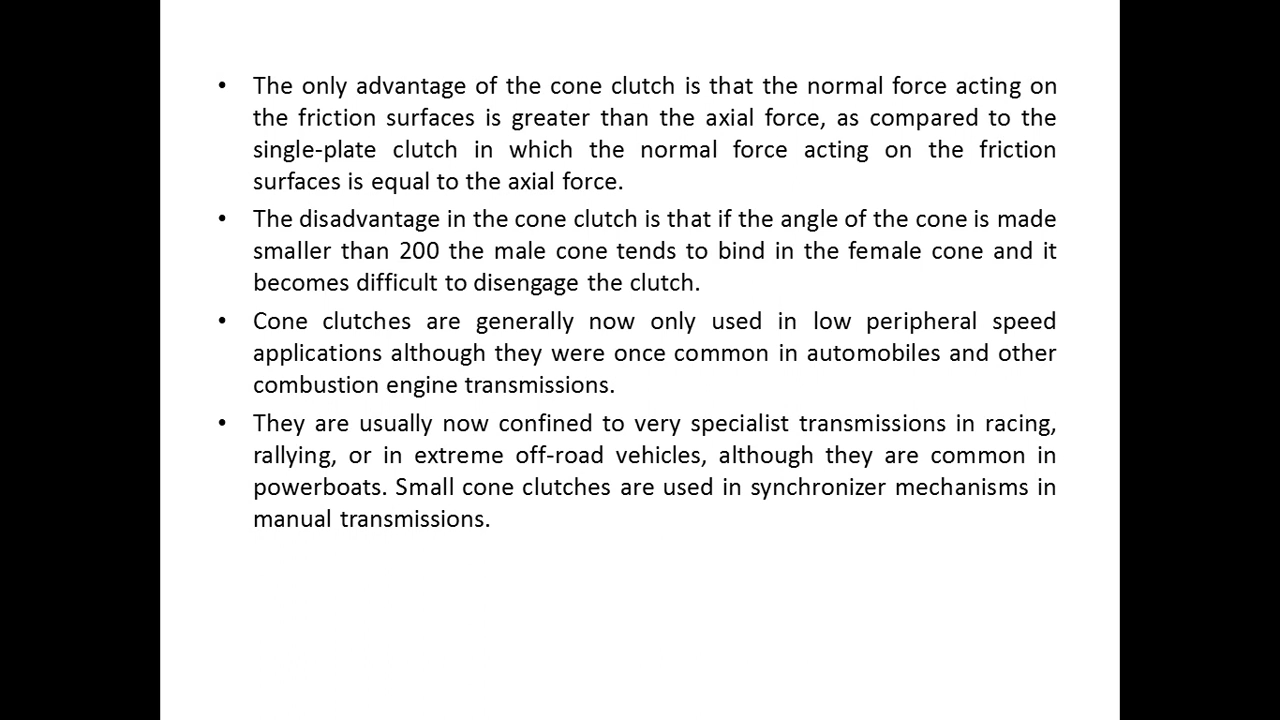 • The only advantage of the cone clutch is that the normal force acting on
the friction surfaces is greater than the axial force, as compared to the
single-plate clutch in which the normal force acting on the friction
surfaces is equal to the axial force.
• The disadvantage in the cone clutch is that if the angle of the cone is made
smaller than 200 the male cone tends to bind in the female cone and it
becomes difficult to disengage the clutch.
• Cone clutches are generally now only used in low peripheral speed
applications although they were once common in automobiles and other
combustion engine transmissions.
• They are usually now confined to very specialist transmissions in racing,
rallying, or in extreme off-road vehicles, although they are common in
powerboats. Small cone clutches are used in synchronizer mechanisms in
manual transmissions.